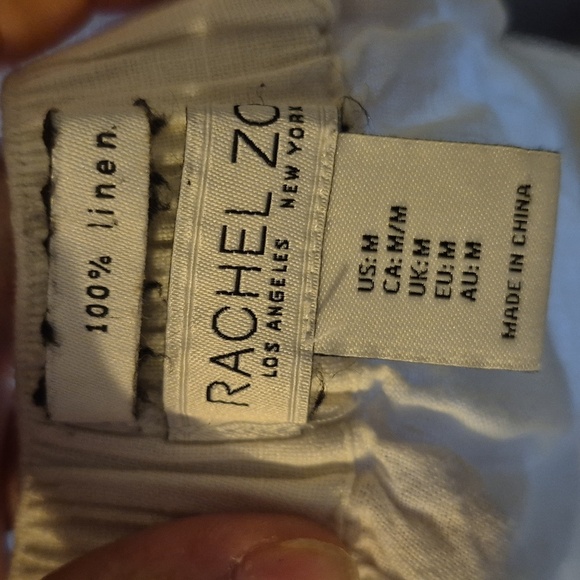 100% linen.
RACHEL ZO
LOS ANGELES NEW YORK
US: M
CA: M/M
UK: M
EU: M
AU: M
MADE IN CHINA